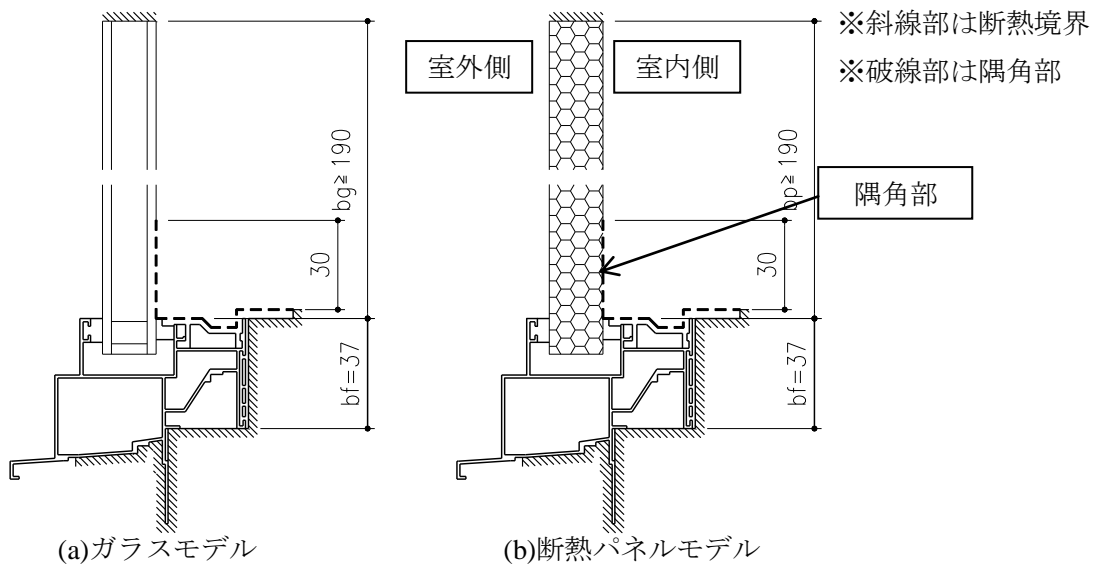 ※斜線部は断熱境界
※破線部は隅角部
室外側
室内側
隅角部
bg≧190
30
bf=37
bp≧190
30
bf=37
(a)ガラスモデル
(b)断熱パネルモデル